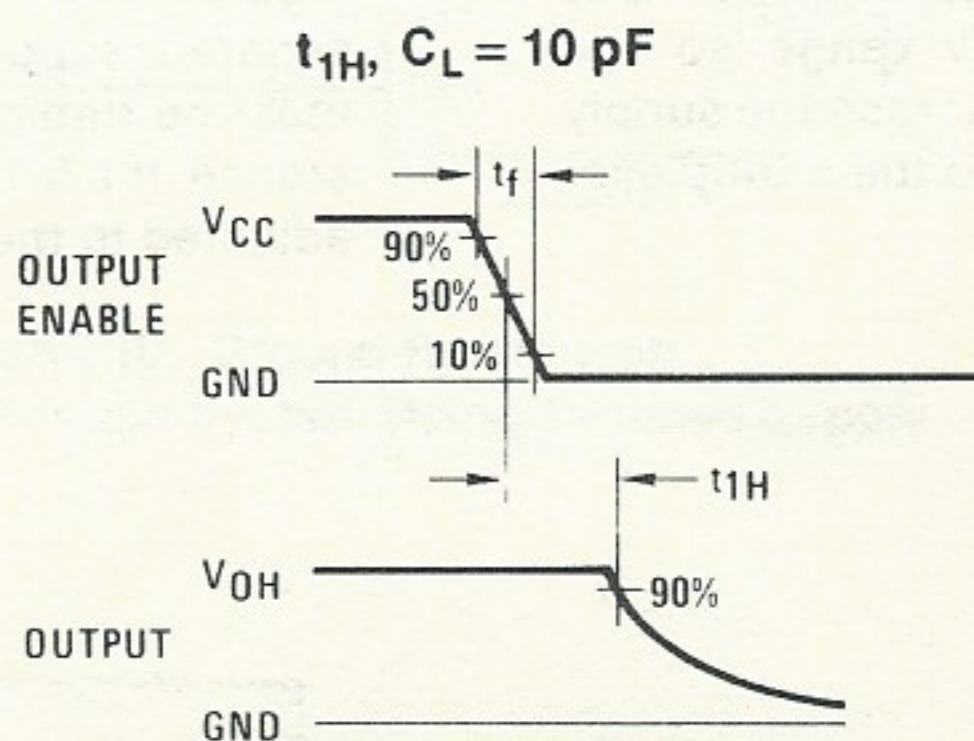 t1H, CL = 10 pF
tf
VCC
90%
OUTPUT
ENABLE
50%
10%
GND
t1H
VOH
90%
OUTPUT
GND